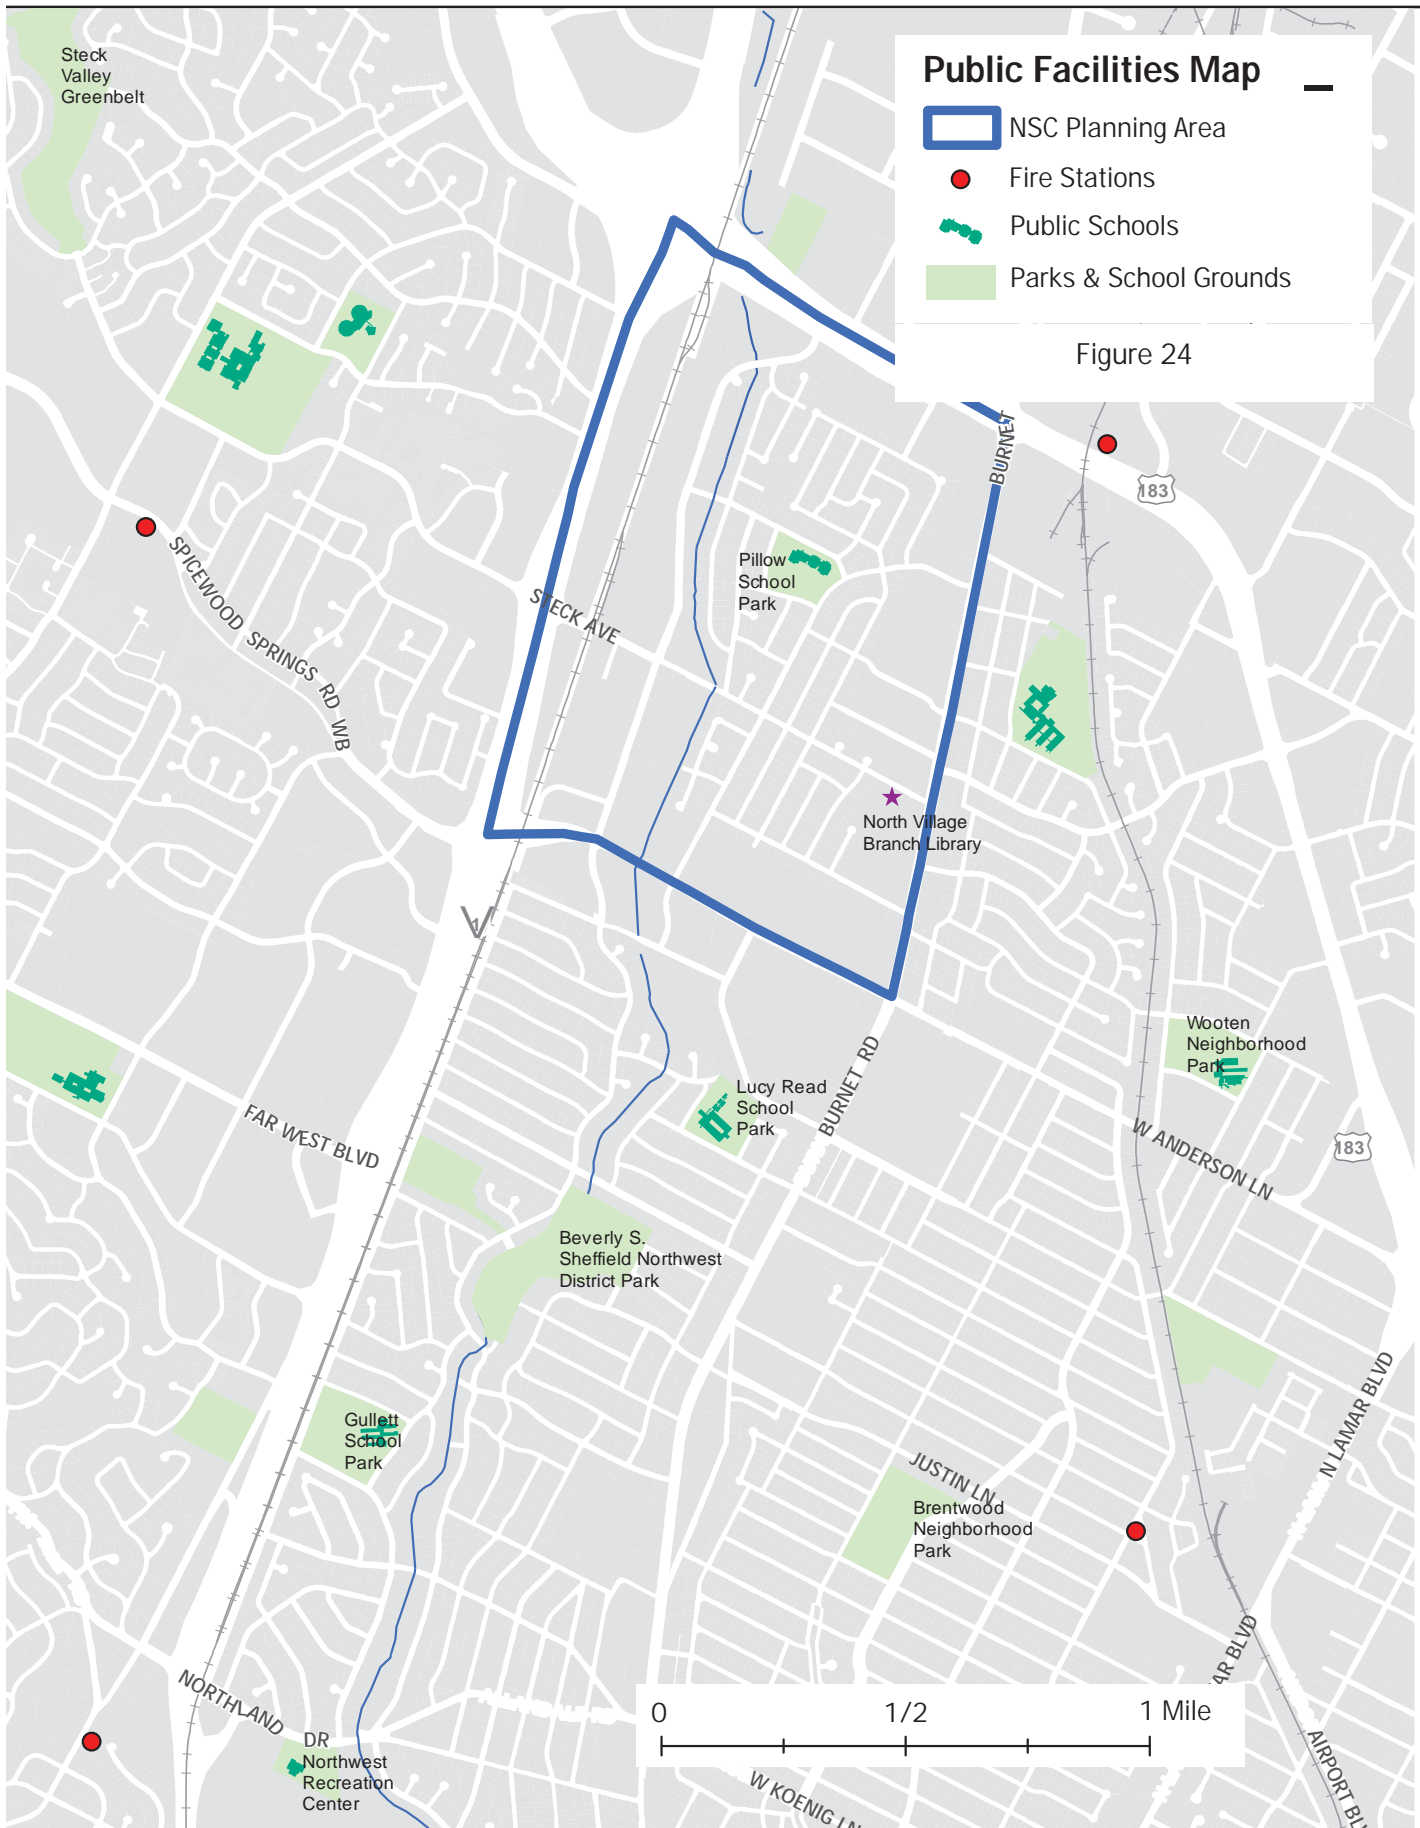 Steck
Valley
Greenbelt
Public Facilities Map
NSC Planning Area
Fire Stations
Public Schools
Parks & School Grounds
Figure 24
BURNET
183
SPICEWOOD SPRINGS RD WB
STECK AVE
Pillow
School
Park
North Village
Branch Library
1
Wooten
Neighborhood
Park
Lucy Read
School
Park
BURNET RD
FAR WEST BLVD
W ANDERSON LN
183
Beverly S.
Sheffield Northwest
District Park
N LAMAR BLVD
Gullett
School
Park
JUSTIN LN
Brentwood
Neighborhood
Park
NORTHLAND DR
AR BLVD
0 1/2 1 Mile
Northwest
Recreation
Center
W KOENIG LN
AIRPORT BL